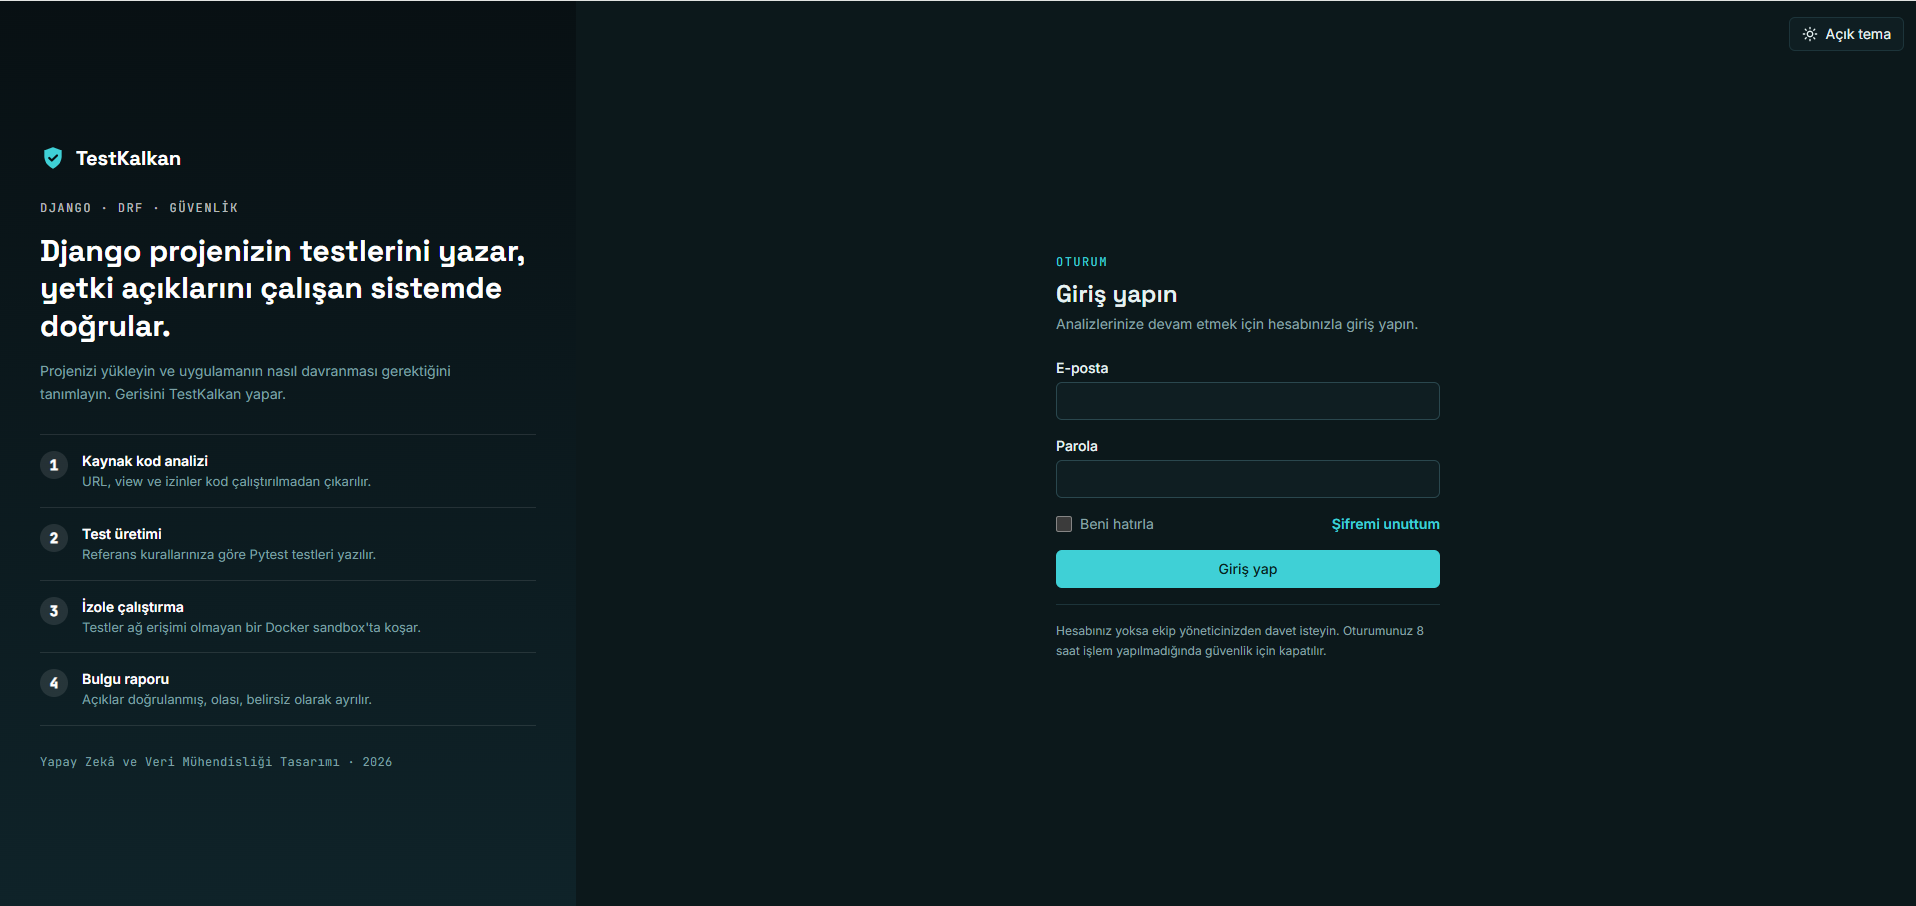 Açık tema
TestKalkan
DJANGO · DRF · GÜVENLİK
Django projenizin testlerini yazar,
yetki açıklarını çalışan sistemde
doğrular.
Projenizi yükleyin ve uygulamanın nasıl davranması gerektiğini
tanımlayın. Gerisini TestKalkan yapar.
1
Kaynak kod analizi
URL, view ve izinler kod çalıştırılmadan çıkarılır.
2
Test üretimi
Referans kurallarınıza göre Pytest testleri yazılır.
3
İzole çalıştırma
Testler ağ erişimi olmayan bir Docker sandbox'ta koşar.
4
Bulgu raporu
Açıklar doğrulanmış, olası, belirsiz olarak ayrılır.
Yapay Zekâ ve Veri Mühendisliği Tasarımı · 2026
OTURUM
Giriş yapın
Analizlerinize devam etmek için hesabınızla giriş yapın.
E-posta
Parola
Beni hatırla Şifremi unuttum
Giriş yap
Hesabınız yoksa ekip yöneticinizden davet isteyin. Oturumunuz 8
saat işlem yapılmadığında güvenlik için kapatılır.